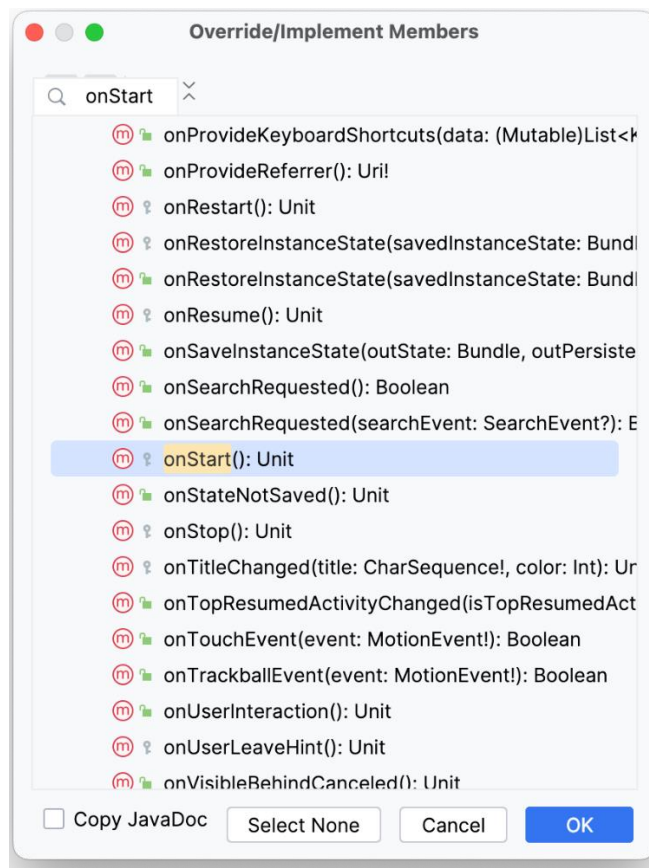 Override/Implement Members
onStart
m onProvideKeyboardShortcuts(data: (Mutable)List<K
m onProvideReferrer(): Uri!
m onRestart(): Unit
m onRestoreInstanceState(savedInstanceState: Bundl
m onRestoreInstanceState(savedInstanceState: Bundl
m onResume(): Unit
m onSaveInstanceState(outState: Bundle, outPersiste
m onSearchRequested(): Boolean
m onSearchRequested(searchEvent: SearchEvent?): B
m onStart(): Unit
m onStateNotSaved(): Unit
m onStop(): Unit
m onTitleChanged(title: CharSequence!, color: Int): Un
m onTopResumedActivityChanged(isTopResumedAct
m onTouchEvent(event: MotionEvent!): Boolean
m onTrackballEvent(event: MotionEvent!): Boolean
m onUserInteraction(): Unit
m onUserLeaveHint(): Unit
m onVisibleBehindCanceled(): Unit
Copy JavaDoc Select None Cancel OK